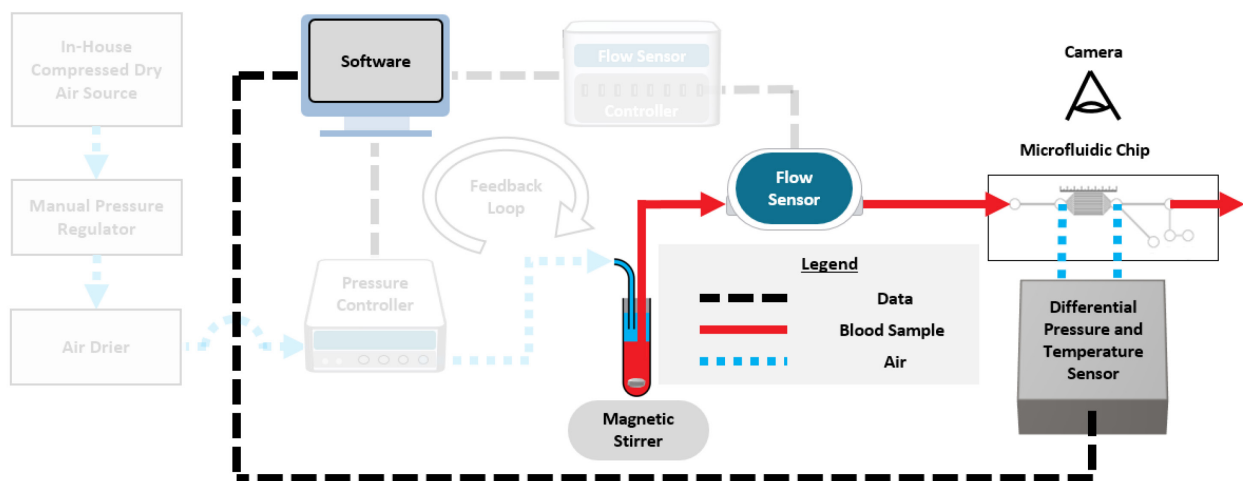 In-House
Compressed Dry
Air Source
Manual Pressure
Regulator
Air Drier
Software
Flow Sensor
Controller
Feedback
Loop
Pressure
Controller
Flow
Sensor
Camera
Microfluidic Chip
Legend
Data
Blood Sample
Air
Magnetic
Stirrer
Differential
Pressure and
Temperature
Sensor